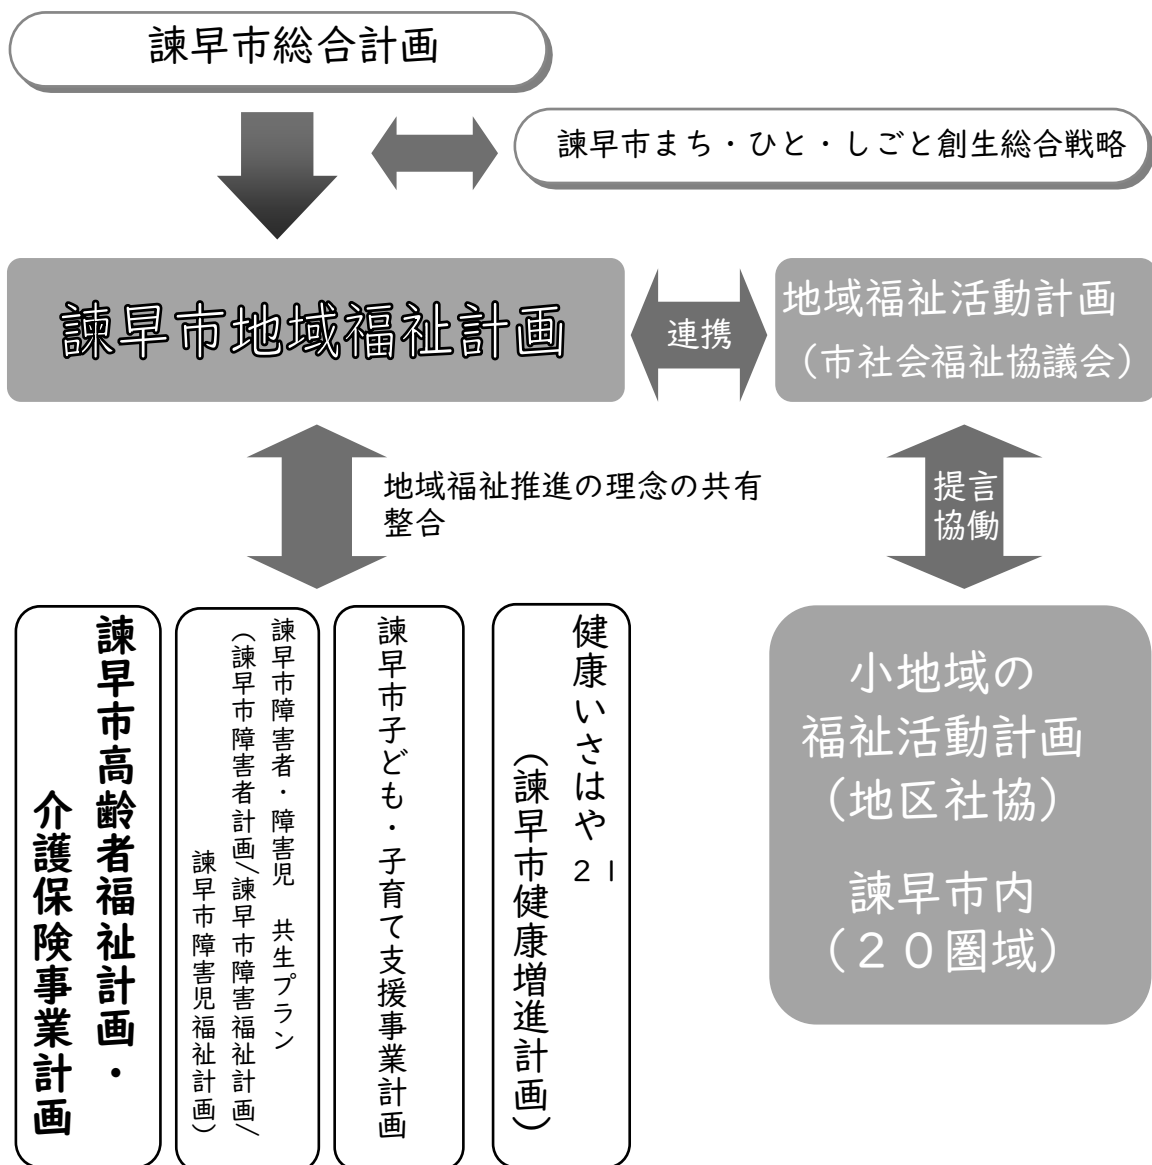 諫早市総合計画
諫早市まち・ひと・しごと創生総合戦略
諫早市地域福祉計画
連携
地域福祉活動計画
（市社会福祉協議会）
地域福祉推進の理念の共有
整合
提言
協働
諫早市高齢者福祉計画・
介護保険事業計画
諫早市障害者・障害児　共生プラン
（諫早市障害者計画/諫早市障害福祉計画/
諫早市障害児福祉計画）
諫早市子ども・子育て支援事業計画
健康いさはや２１
（諫早市健康増進計画）
小地域の
福祉活動計画
（地区社協）
諫早市内
（２０圏域）